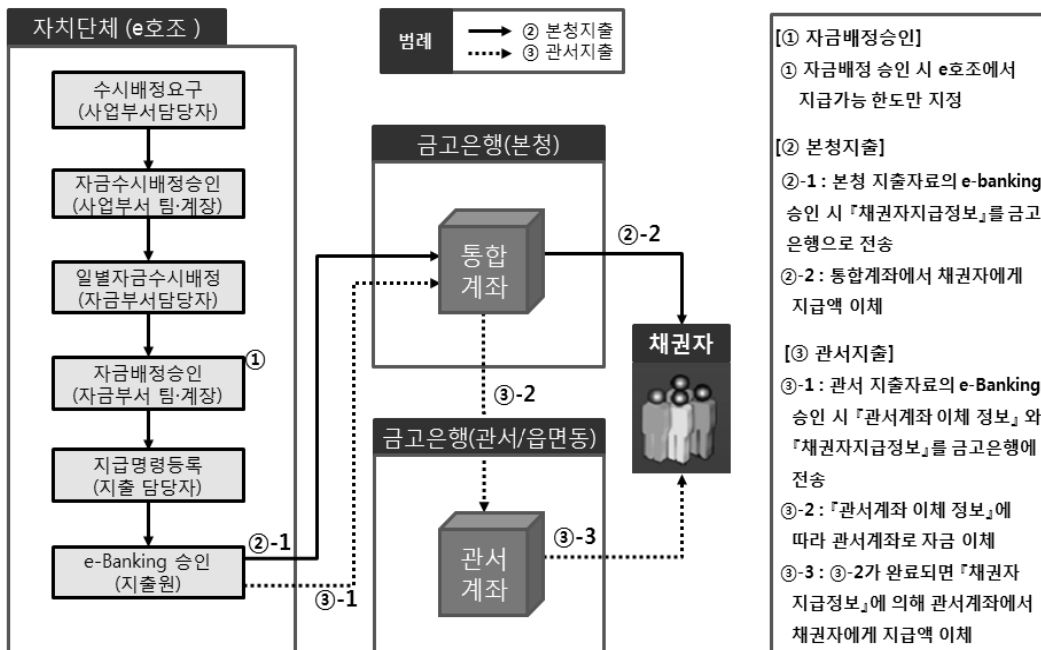 자치단체 (e호조 )
수시배정요구
(사업부서담당자)
자금수시배정승인
(사업부서 팀·계장)
일별자금수시배정
(자금부서담당자)
①
자금배정승인
(자금부서 팀·계장)
지급명령등록
(지출 담당자)
e-Banking 승인
(지출원)
②-1
③-1
범례
② 본청지출
③ 관서지출
금고은행(본청)
통합
계좌
②-2
③-2
금고은행(관서/읍면동)
관서
계좌
③-3
채권자
[① 자금배정승인]
① 자금배정 승인 시 e호조에서
지급가능 한도만 지정
[② 본청지출]
②-1 : 본청 지출자료의 e-banking
승인 시 『채권자지급정보』를 금고
은행으로 전송
②-2 : 통합계좌에서 채권자에게
지급액 이체
[③ 관서지출]
③-1 : 관서 지출자료의 e-Banking
승인 시 『관서계좌 이체 정보』 와
『채권자지급정보』를 금고은행에
전송
③-2 : 『관서계좌 이체 정보』에
따라 관서계좌로 자금 이체
③-3 : ③-2가 완료되면 『채권자
지급정보』에 의해 관서계좌에서
채권자에게 지급액 이체